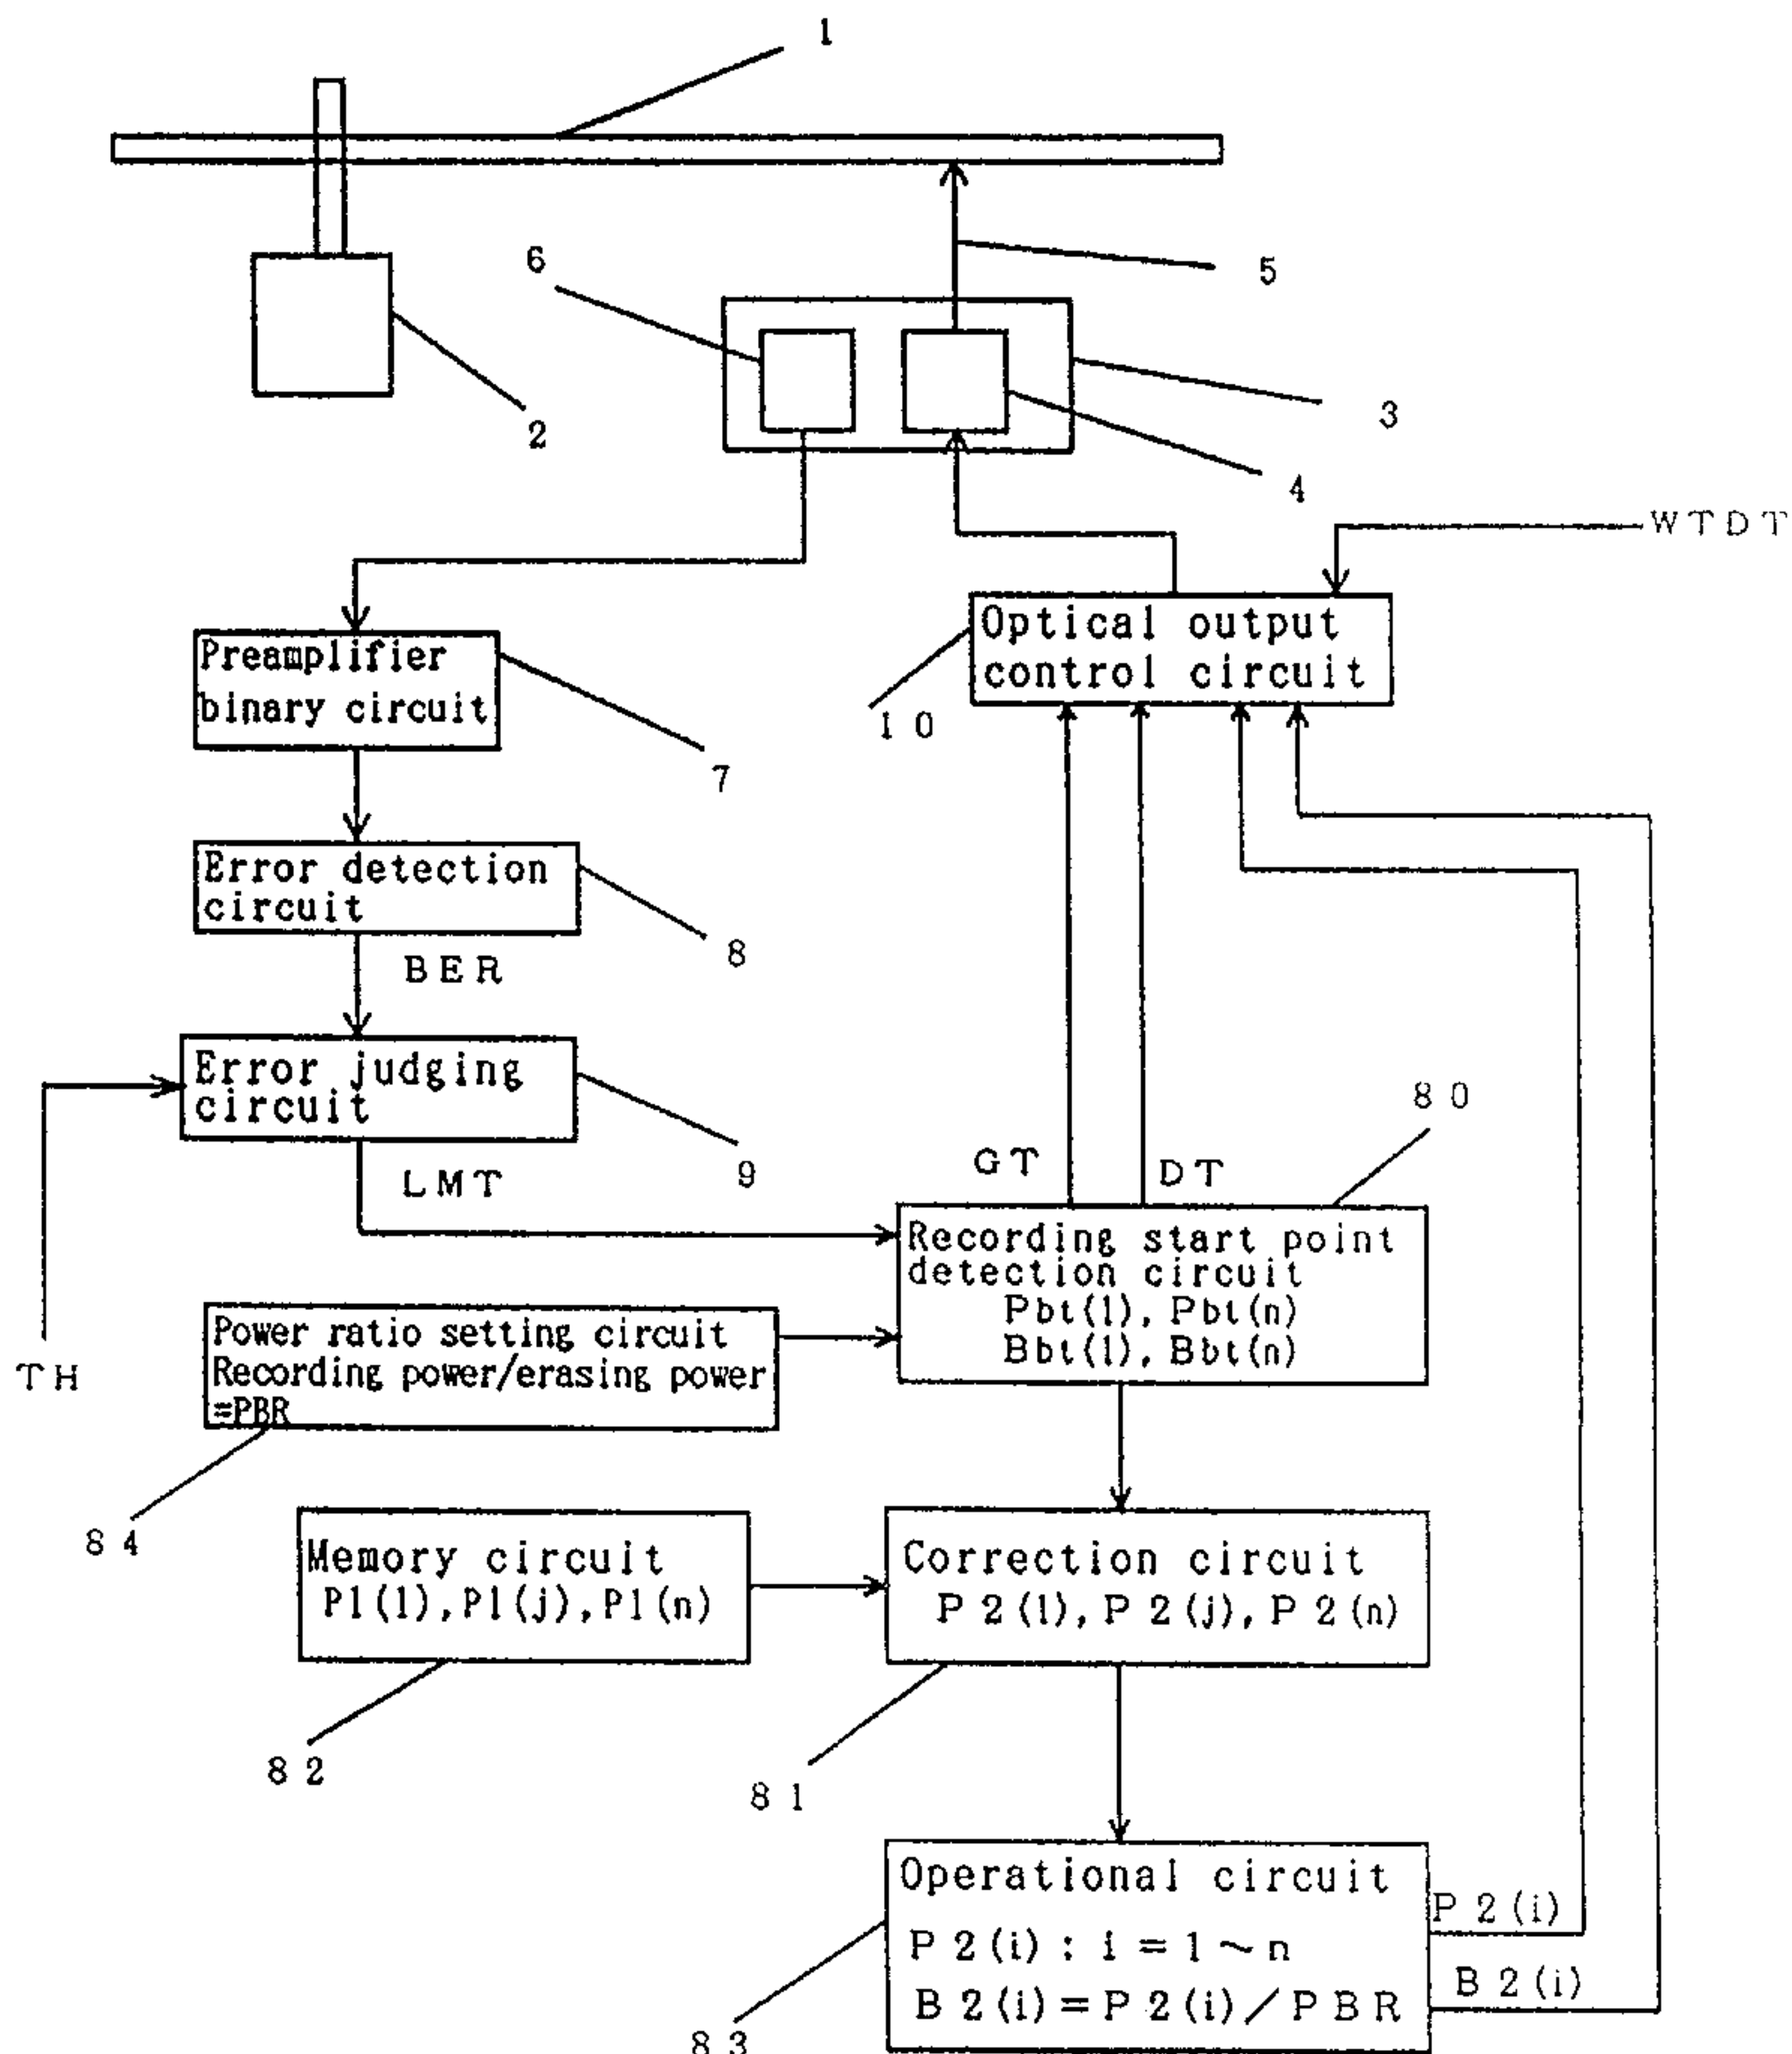 1
6
5
2
3
4
WTDT
Optical output
control circuit
10
Preamplifier
binary circuit
7
Error detection
circuit
8
BER
Error judging
circuit
9
LMT
TH
GT
DT
80
Recording start point
detection circuit
Pbt(1), Pbt(n)
Bbt(1), Bbt(n)
Power ratio setting circuit
Recording power/erasing power
=PBR
84
Memory circuit
P1(1), P1(j), P1(n)
82
Correction circuit
P2(1), P2(j), P2(n)
81
Operational circuit
P2(i) : i = 1 ~ n
B2(i) = P2(i) / PBR
83
P2(i)
B2(i)